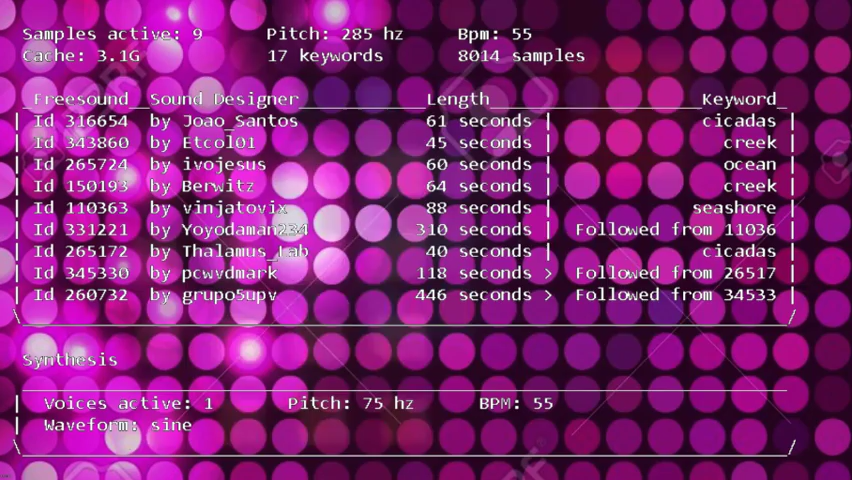 Samples active: 9 Pitch: 285 hz Bpm: 55
Cache: 3.1G 17 keywords 8014 samples
Freesound Sound Designer Length Keyword
Id 316654 by Joao_Santos 61 seconds | cicadas
Id 343860 by Etcol01 45 seconds | creek
Id 265724 by ivojesus 60 seconds | ocean
Id 150193 by Berwitz 64 seconds | creek
Id 110363 by vinjatovix 88 seconds | seashore
Id 331221 by Yoyodaman234 310 seconds | Followed from 11036
Id 265172 by Thalamus_Lab 40 seconds | cicadas
Id 345330 by pcwvdmark 118 seconds > Followed from 26517
Id 260732 by grupo5upv 446 seconds > Followed from 34533
Synthesis
Voices active: 1 Pitch: 75 hz BPM: 55
Waveform: sine